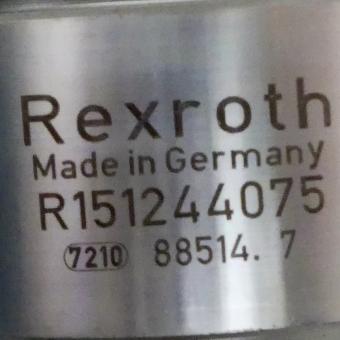 Rexroth
Made in Germany
R151244075
7210 88514. 7